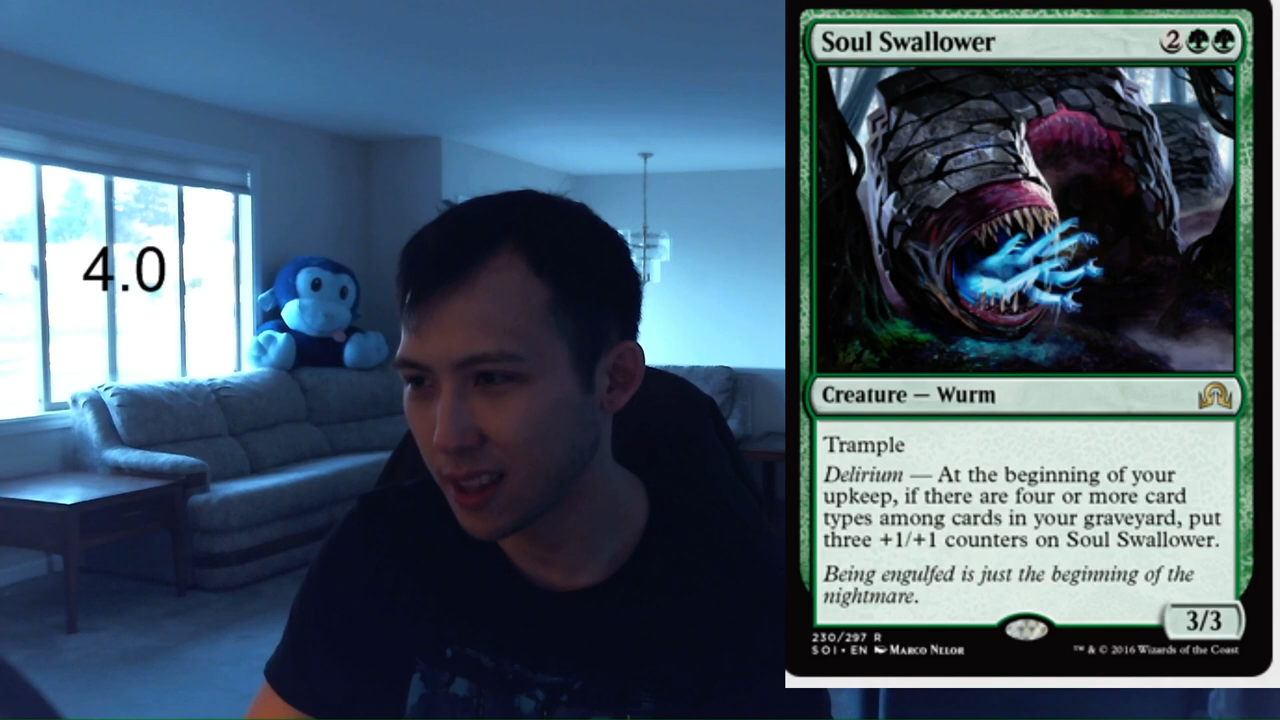 4.0
Soul Swallower 2
Creature — Wurm
Trample
Delirium — At the beginning of your
upkeep, if there are four or more card
types among cards in your graveyard, put
three +1/+1 counters on Soul Swallower.
Being engulfed is just the beginning of the
nightmare.
3/3
230/297 R
SOI • EN Marco Nelor
™ & © 2016 Wizards of the Coast